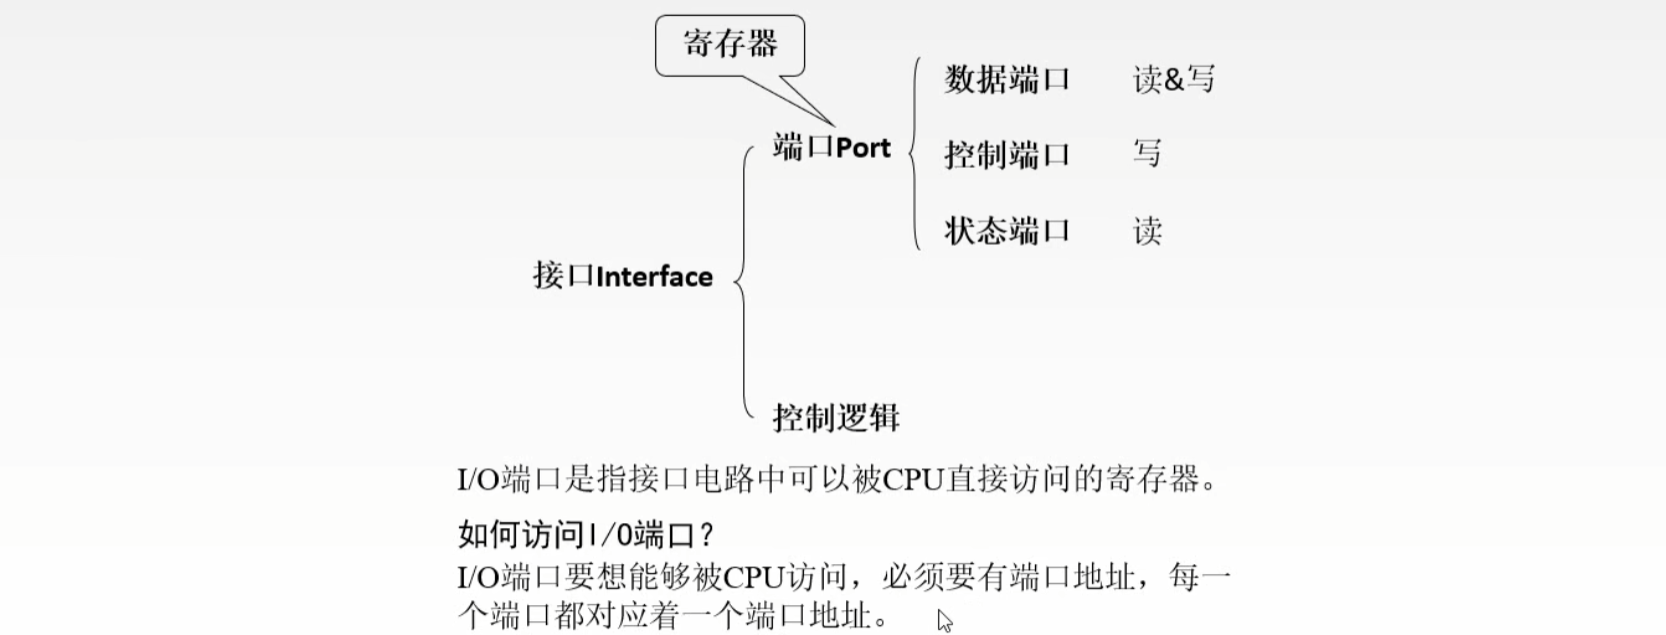 寄存器
数据端口 读&写
端口Port
控制端口 写
状态端口 读
接口Interface
控制逻辑
I/O端口是指接口电路中可以被CPU直接访问的寄存器。
如何访问I/O端口?
I/O端口要想能够被CPU访问，必须要有端口地址，每一
个端口都对应着一个端口地址。